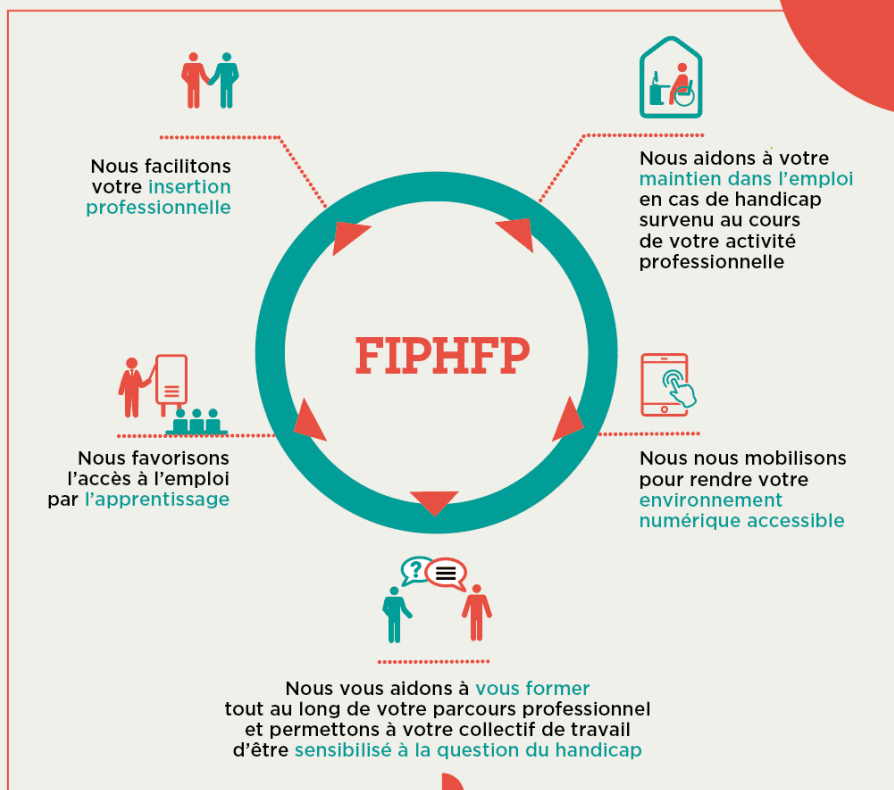 Nous facilitons
votre insertion
professionnelle
Nous aidons à votre
maintien dans l'emploi
en cas de handicap
survenu au cours
de votre activité
professionnelle
FIPHFP
Nous favorisons
l'accès à l'emploi
par l'apprentissage
Nous nous mobilisons
pour rendre votre
environnement
numérique accessible
?
Nous vous aidons à vous former
tout au long de votre parcours professionnel
et permettons à votre collectif de travail
d'être sensibilisé à la question du handicap